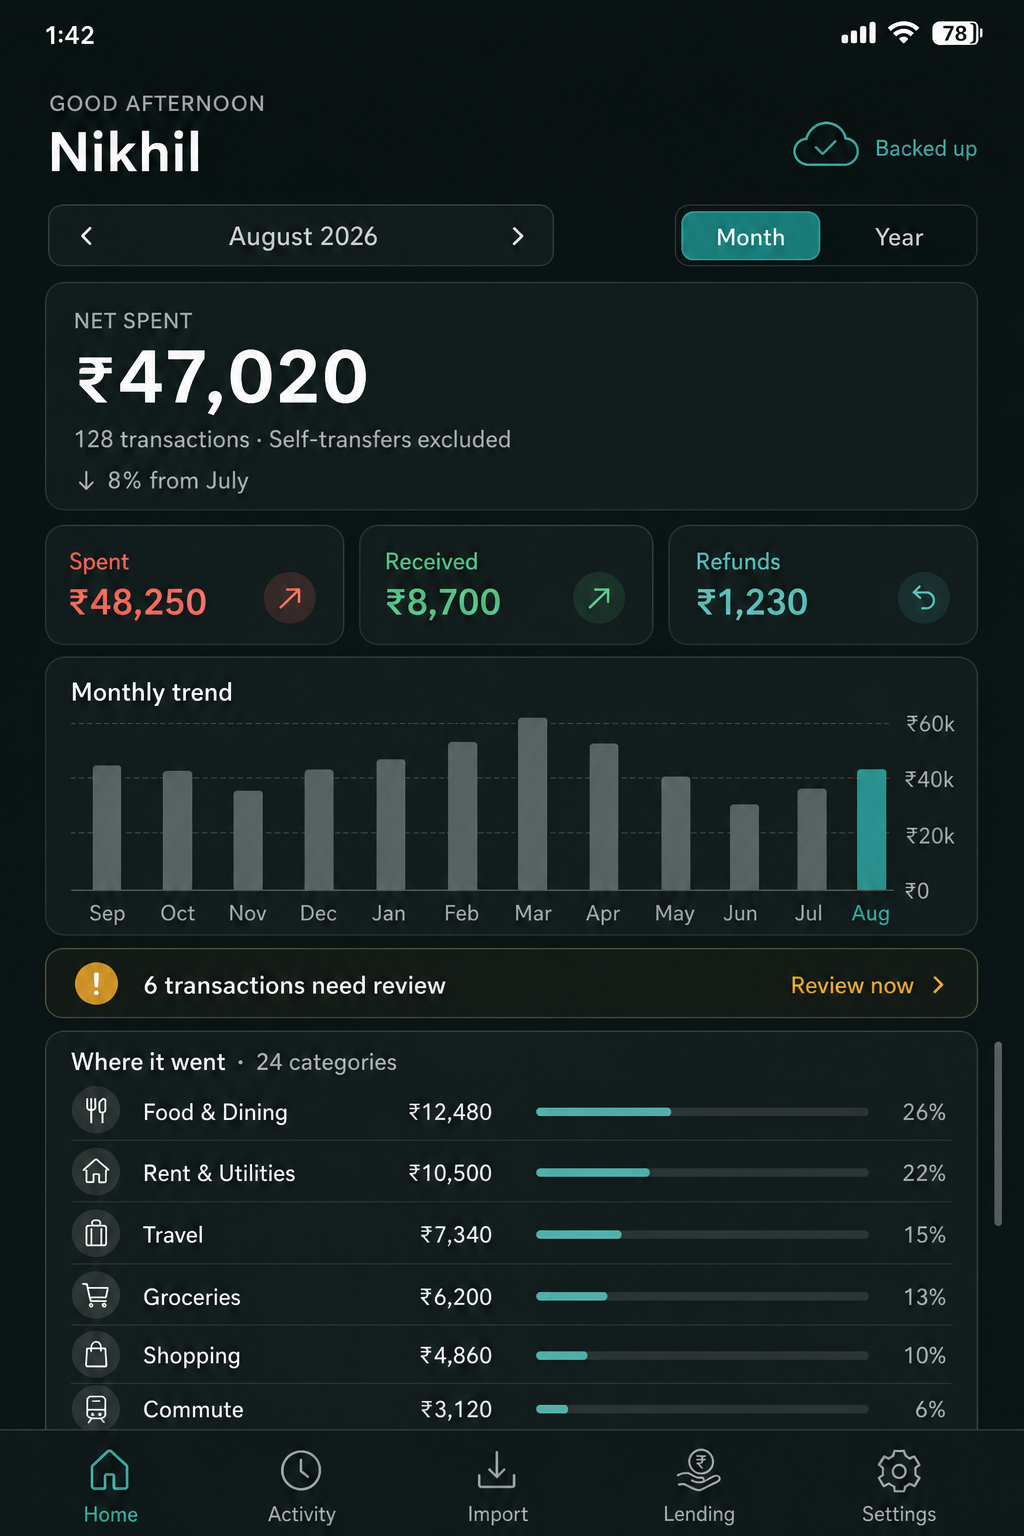 1:42
78
GOOD AFTERNOON
Nikhil
Backed up
August 2026
Month
Year
NET SPENT
₹47,020
128 transactions · Self-transfers excluded
↓ 8% from July
Spent
₹48,250
Received
₹8,700
Refunds
₹1,230
Monthly trend
₹60k
₹40k
₹20k
₹0
Sep Oct Nov Dec Jan Feb Mar Apr May Jun Jul Aug
! 6 transactions need review
Review now
Where it went · 24 categories
Food & Dining ₹12,480 26%
Rent & Utilities ₹10,500 22%
Travel ₹7,340 15%
Groceries ₹6,200 13%
Shopping ₹4,860 10%
Commute ₹3,120 6%
₹
Home Activity Import Lending Settings